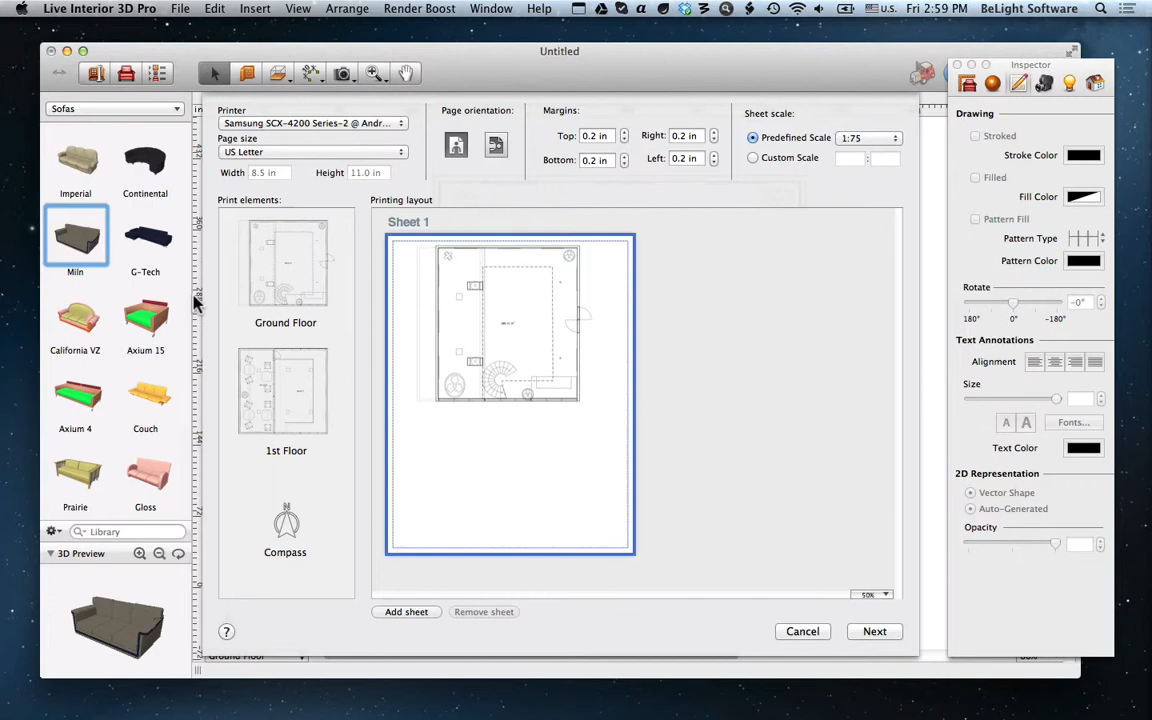 Live Interior 3D Pro File Edit Insert View Arrange Render Boost Window Help U.S. Fri 2:59 PM BeLight Software
Untitled
Inspector
Sofas
Imperial Continental
Miln G-Tech
California VZ Axium 15
Axium 4 Couch
Prairie Gloss
Library
3D Preview
Printer
Samsung SCX-4200 Series-2 @ Andr...
Page size
US Letter
Width 8.5 in Height 11.0 in
Page orientation:
Margins:
Top: 0.2 in Right: 0.2 in
Bottom: 0.2 in Left: 0.2 in
Sheet scale:
Predefined Scale 1:75
Custom Scale :
Print elements:
Ground Floor
1st Floor
N
Compass
Printing layout
Sheet 1
50%
Add sheet Remove sheet
? Cancel Next
Ground Floor
Drawing
Stroked
Stroke Color
Filled
Fill Color
Pattern Fill
Pattern Type
Pattern Color
Rotate
-0°
180° 0° -180°
Text Annotations
Alignment
Size
A A Fonts...
Text Color
2D Representation
Vector Shape
Auto-Generated
Opacity